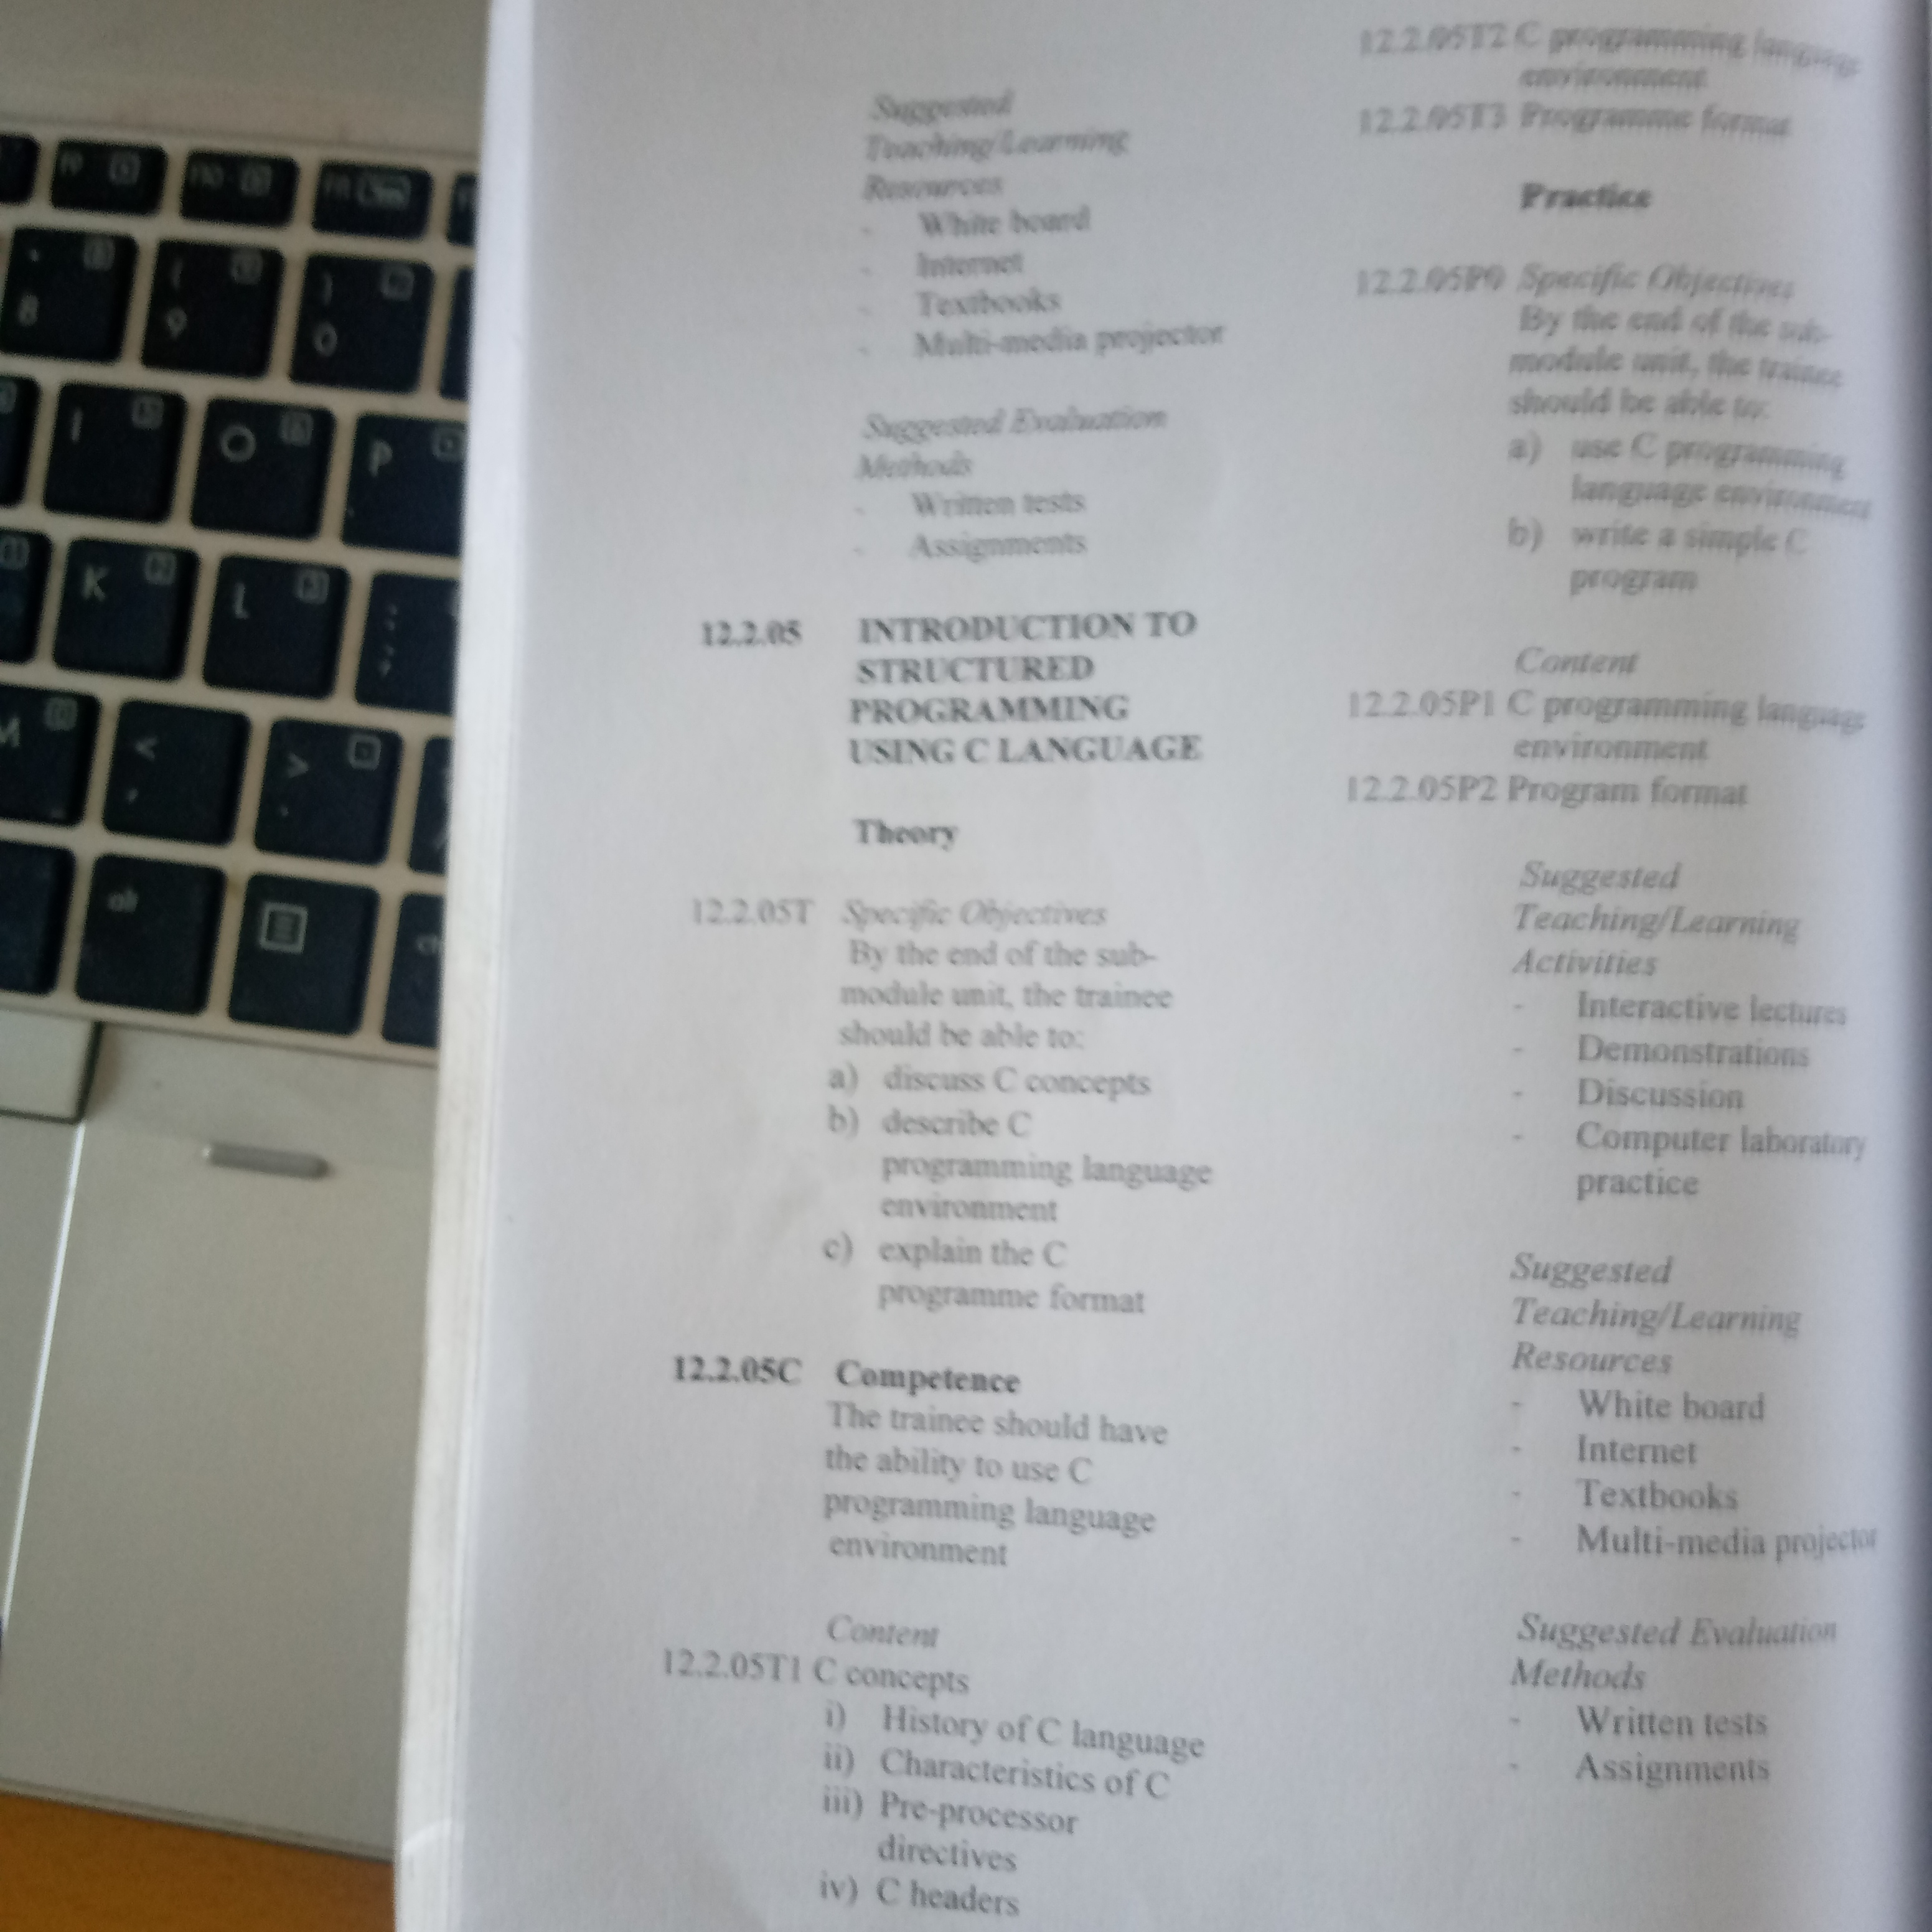 Suggested
Teaching/Learning
Resources
- White board
- Internet
- Textbooks
- Multi-media projector
Suggested Evaluation
Methods
- Written tests
- Assignments
12.2.05 INTRODUCTION TO
STRUCTURED
PROGRAMMING
USING C LANGUAGE
Theory
12.2.05T Specific Objectives
By the end of the sub-
module unit, the trainee
should be able to:
a) discuss C concepts
b) describe C
programming language
environment
c) explain the C
programme format
12.2.05C Competence
The trainee should have
the ability to use C
programming language
environment
Content
12.2.05T1 C concepts
i) History of C language
ii) Characteristics of C
iii) Pre-processor
directives
iv) C headers
12.2.05T2 C programming language
environment
12.2.05T3 Programme format
Practice
12.2.05P0 Specific Objectives
By the end of the sub-
module unit, the trainee
should be able to:
a) use C programming
language environment
b) write a simple C
program
Content
12.2.05P1 C programming language
environment
12.2.05P2 Program format
Suggested
Teaching/Learning
Activities
- Interactive lectures
- Demonstrations
- Discussion
- Computer laboratory
practice
Suggested
Teaching/Learning
Resources
- White board
- Internet
- Textbooks
- Multi-media projector
Suggested Evaluation
Methods
- Written tests
- Assignments
F9
F10
8
( 9
) 0
I
O
P
K
L
: ;
M
< ,
> .
alt